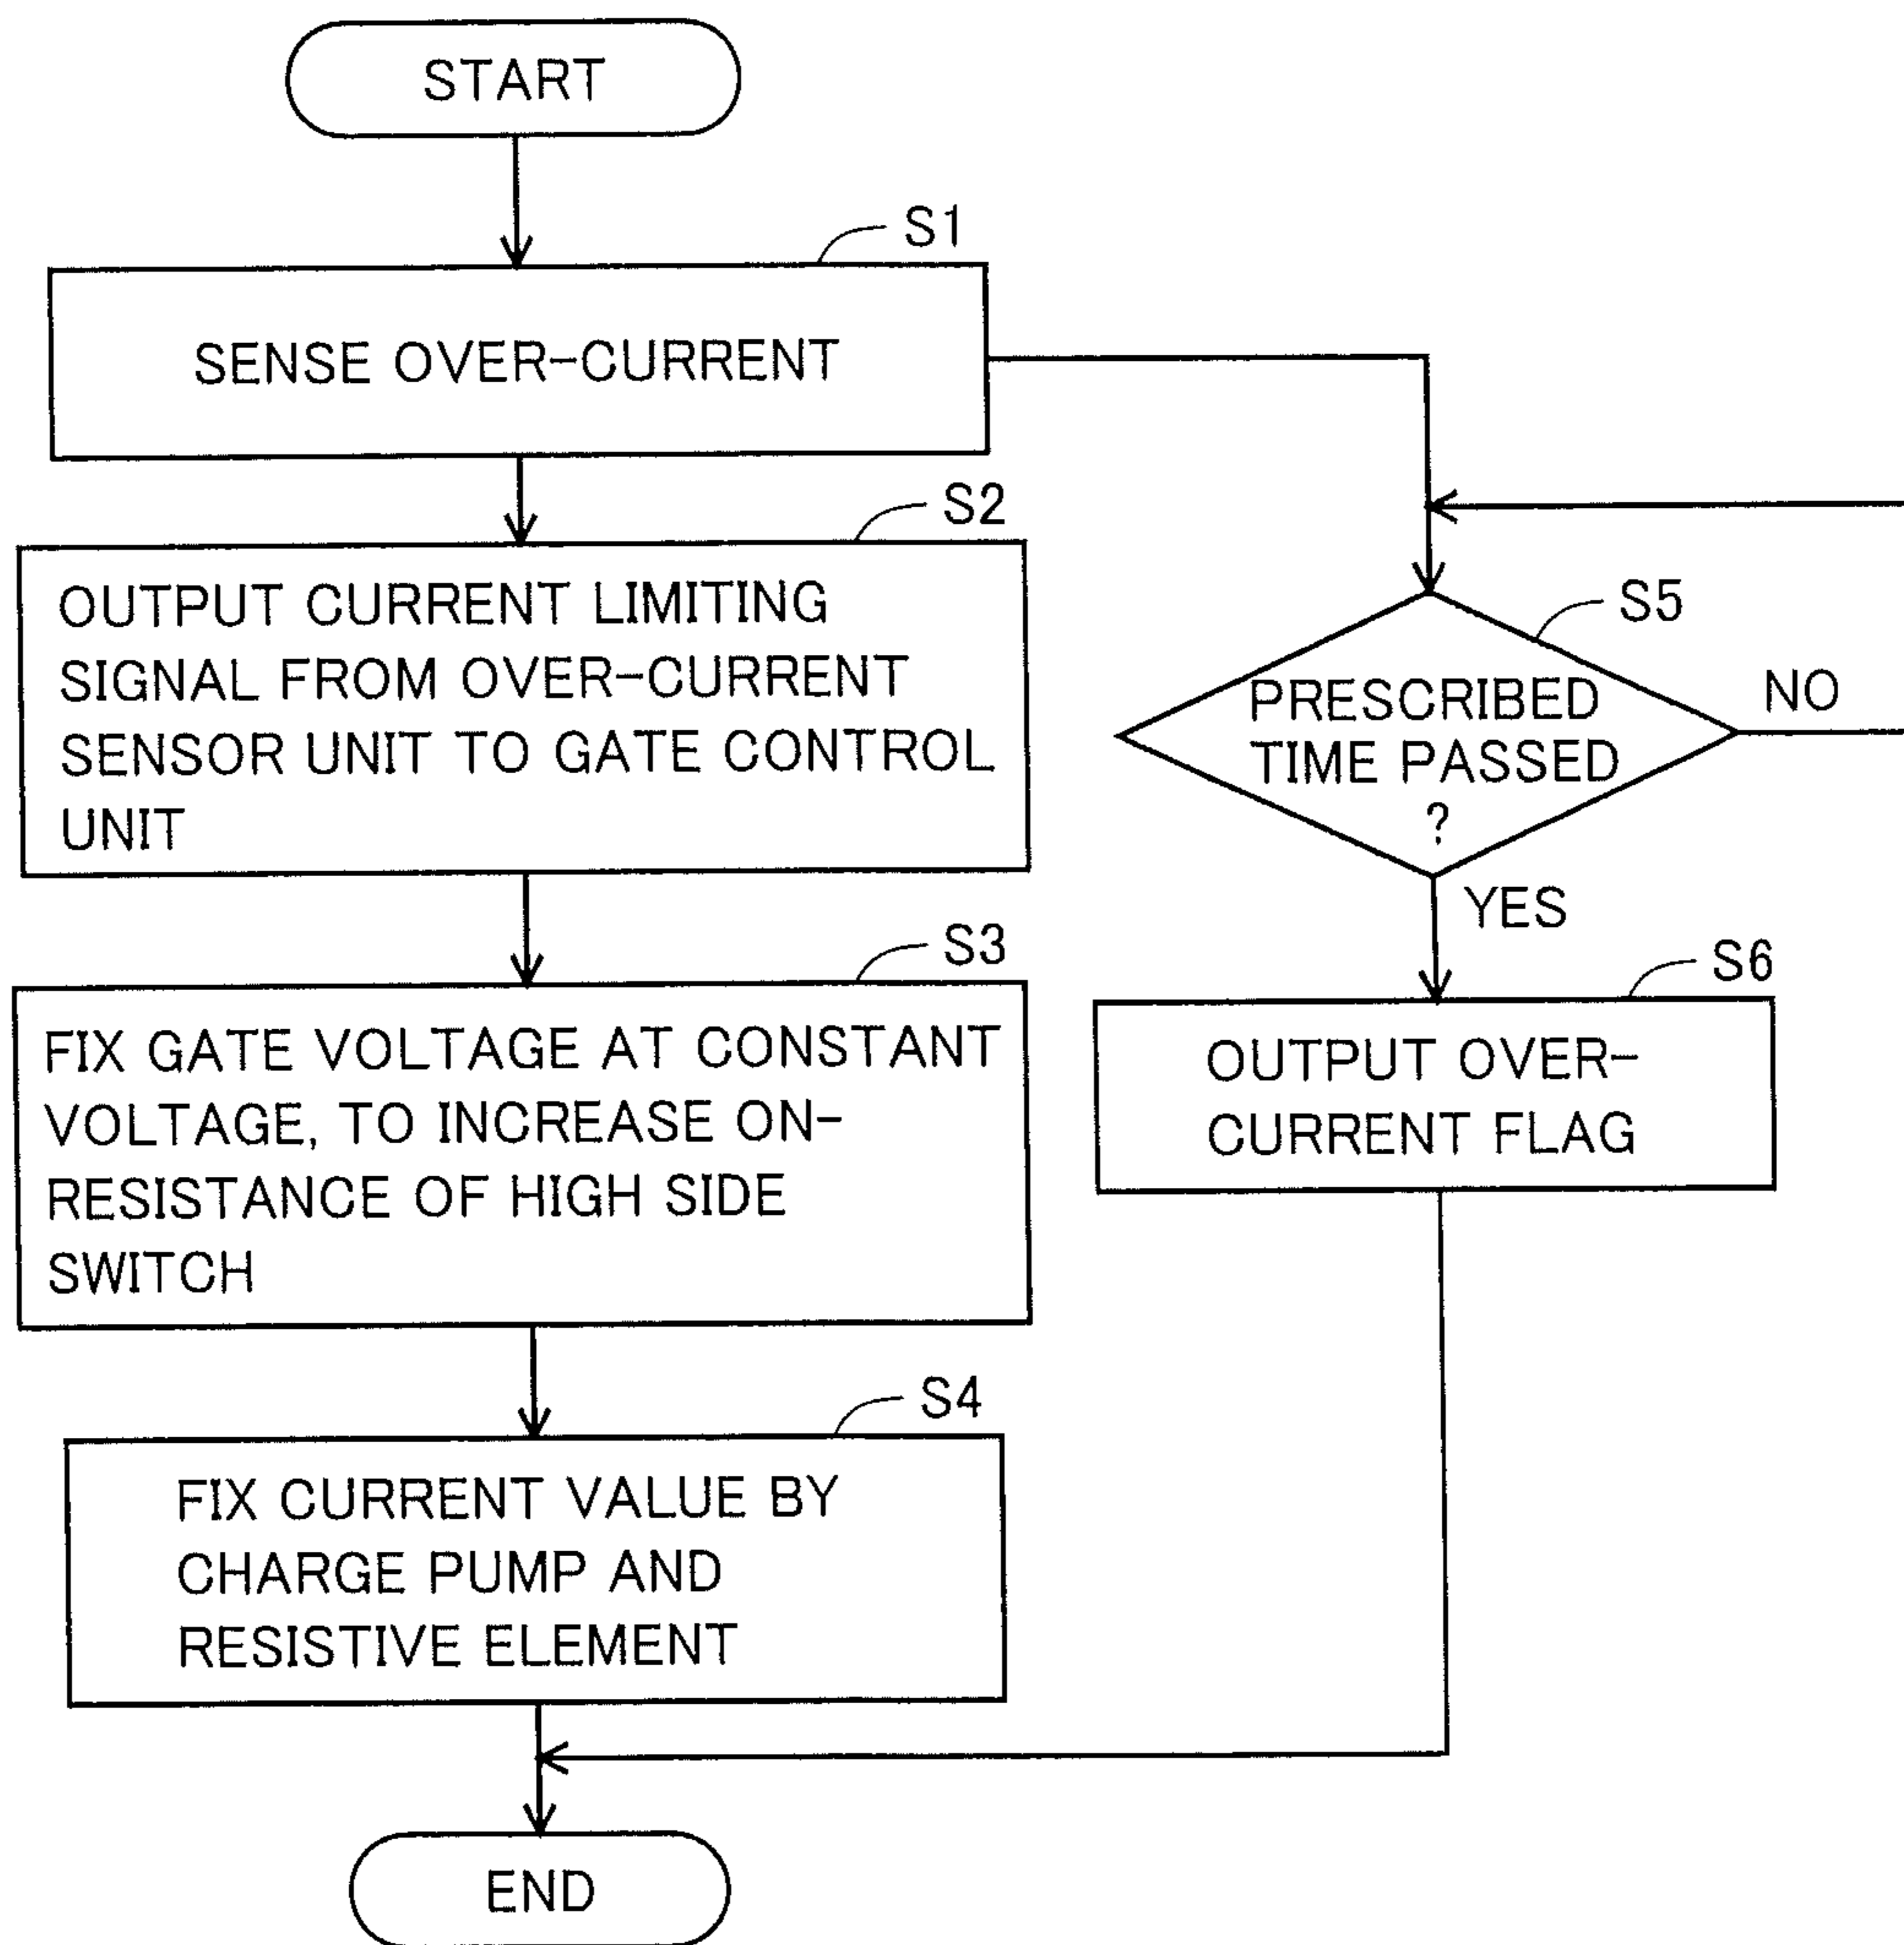 START
S1
SENSE OVER-CURRENT
S2
OUTPUT CURRENT LIMITING
SIGNAL FROM OVER-CURRENT
SENSOR UNIT TO GATE CONTROL
UNIT
S3
FIX GATE VOLTAGE AT CONSTANT
VOLTAGE, TO INCREASE ON-
RESISTANCE OF HIGH SIDE
SWITCH
S4
FIX CURRENT VALUE BY
CHARGE PUMP AND
RESISTIVE ELEMENT
END
S5
PRESCRIBED
TIME PASSED
?
NO
YES
S6
OUTPUT OVER-
CURRENT FLAG